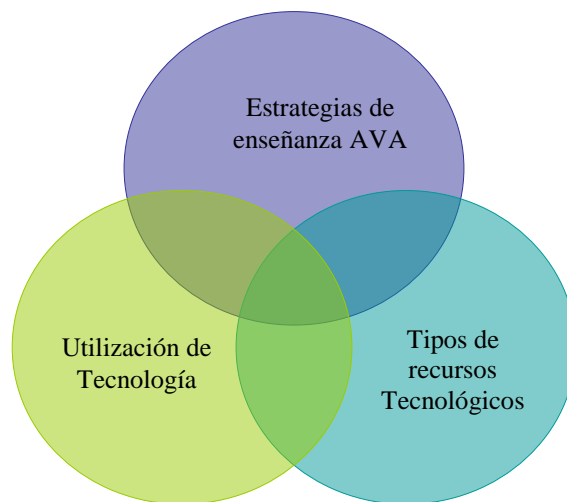 Estrategias de
enseñanza AVA
Utilización de
Tecnología
Tipos de
recursos
Tecnológicos